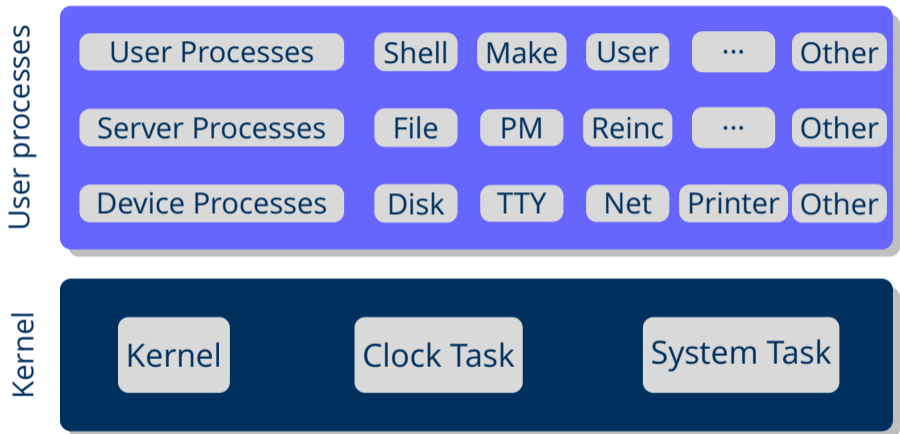 User processes
User Processes Shell Make User ... Other
Server Processes File PM Reinc ... Other
Device Processes Disk TTY Net Printer Other
Kernel
Kernel Clock Task System Task